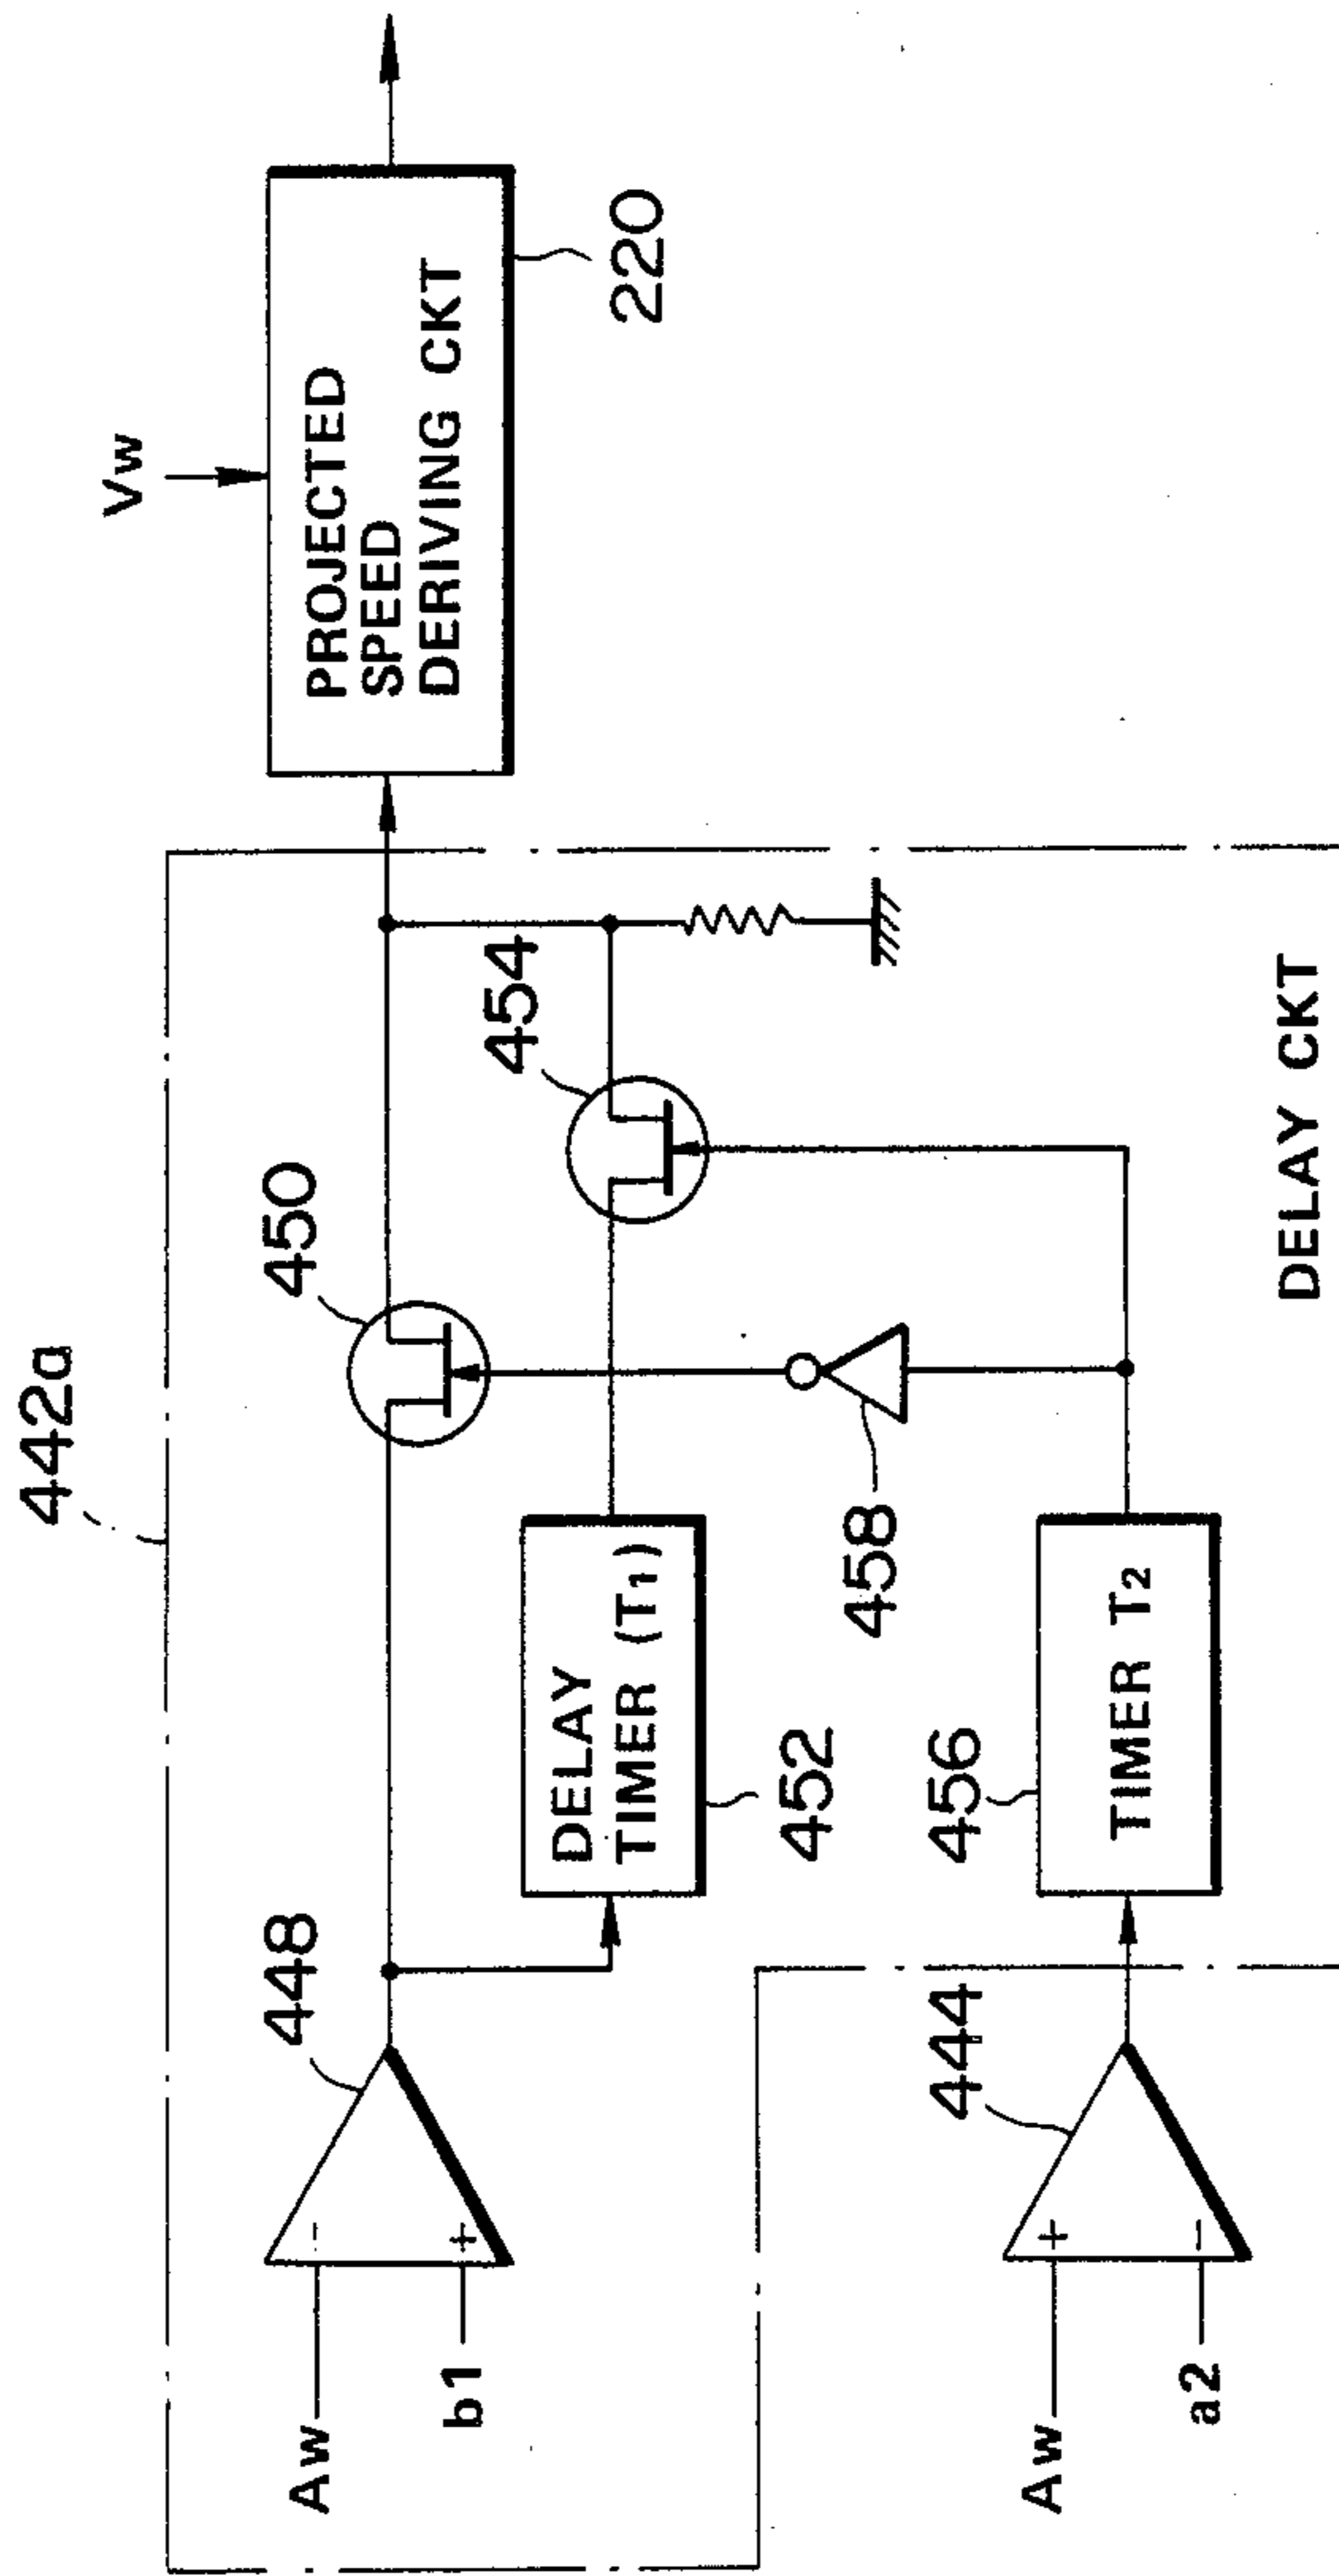 442a
Vw
PROJECTED
SPEED
DERIVING CKT
220
448
450
454
Aw
-
b1
+
DELAY
TIMER (T1)
452
458
444
456
Aw
+
a2
-
TIMER T2
DELAY CKT